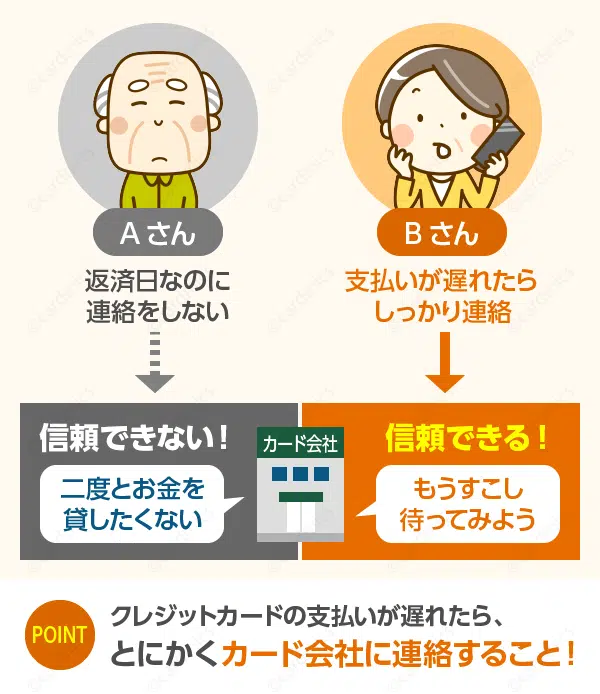 Aさん
返済日なのに
連絡をしない
Bさん
支払いが遅れたら
しっかり連絡
信頼できない！
二度とお金を
貸したくない
カード会社
信頼できる！
もうすこし
待ってみよう
POINT
クレジットカードの支払いが遅れたら、
とにかくカード会社に連絡すること！